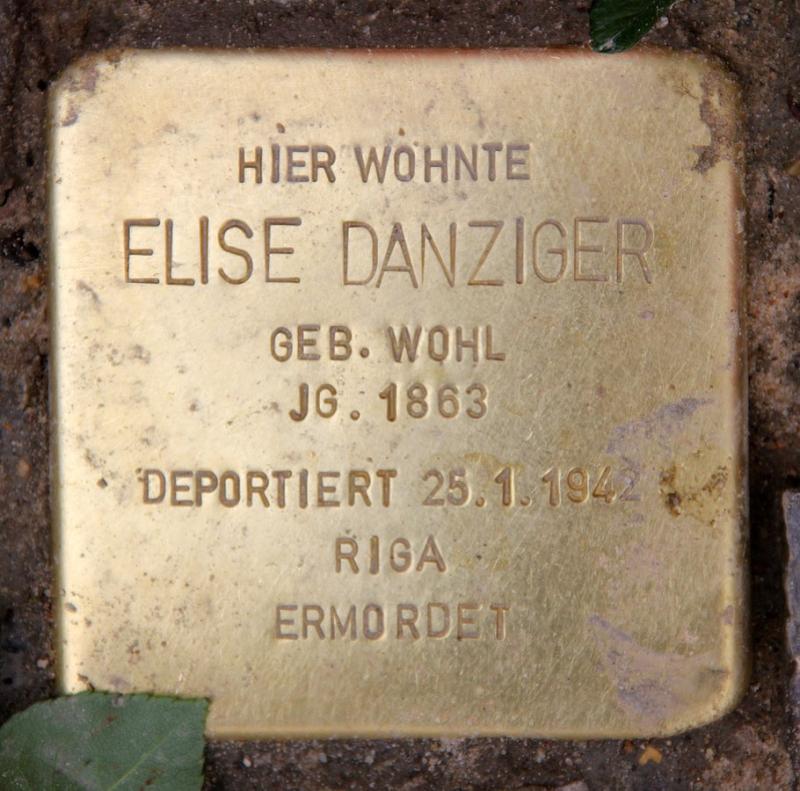 HIER WOHNTE
ELISE DANZIGER
GEB. WOHL
JG. 1863
DEPORTIERT 25.1.1942
RIGA
ERMORDET